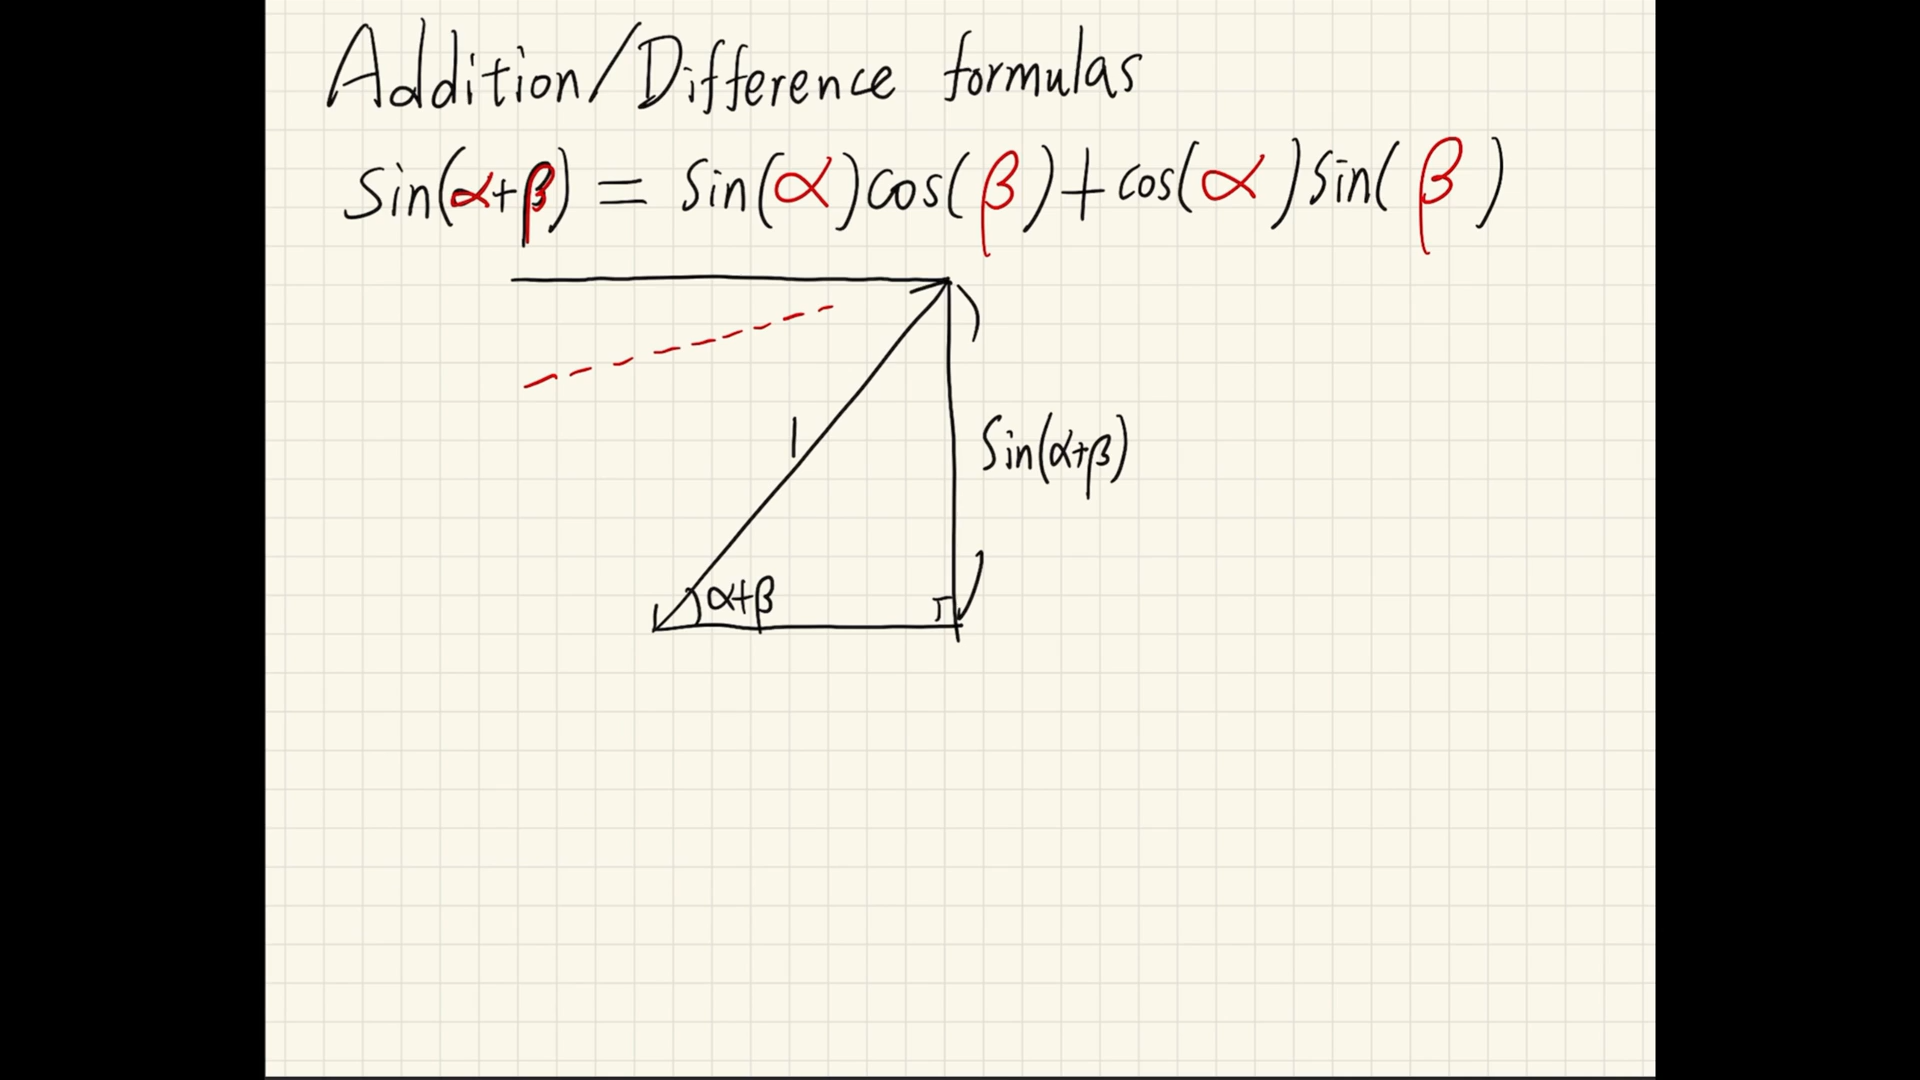 Addition/Difference formulas
Sin(α+β) = Sin(α)cos(β)+cos(α)Sin(β)
1
Sin(α+β)
α+β